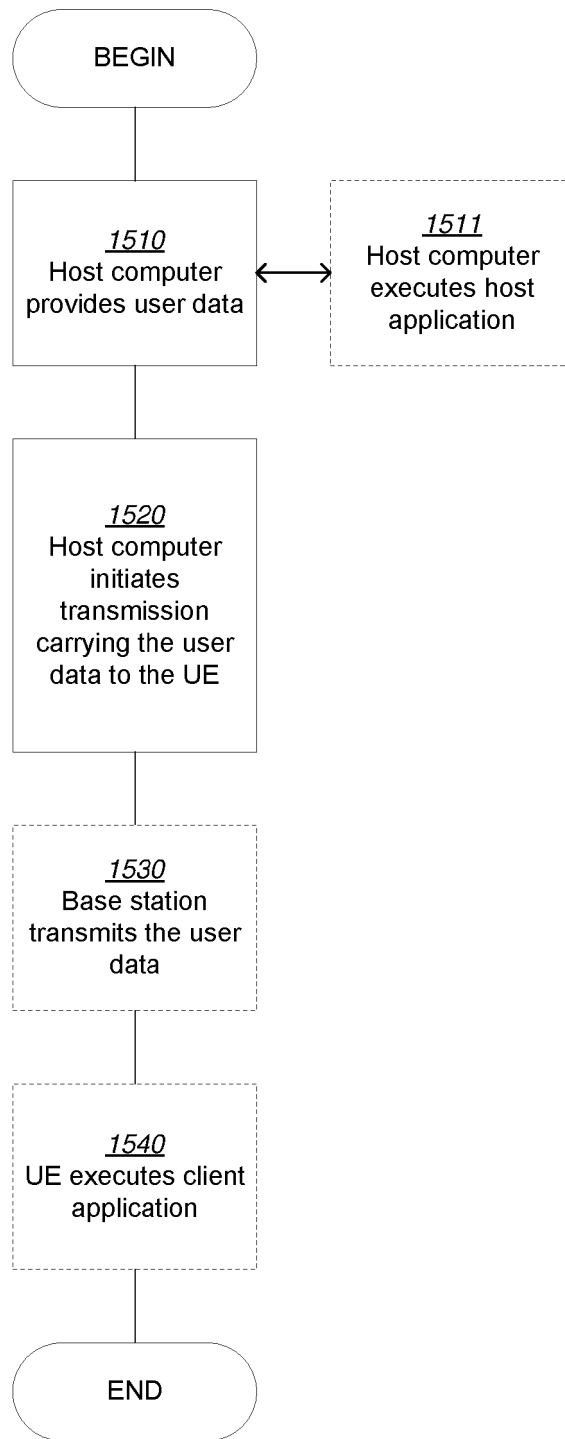 BEGIN
1510
Host computer
provides user data
1511
Host computer
executes host
application
1520
Host computer
initiates
transmission
carrying the user
data to the UE
1530
Base station
transmits the user
data
1540
UE executes client
application
END